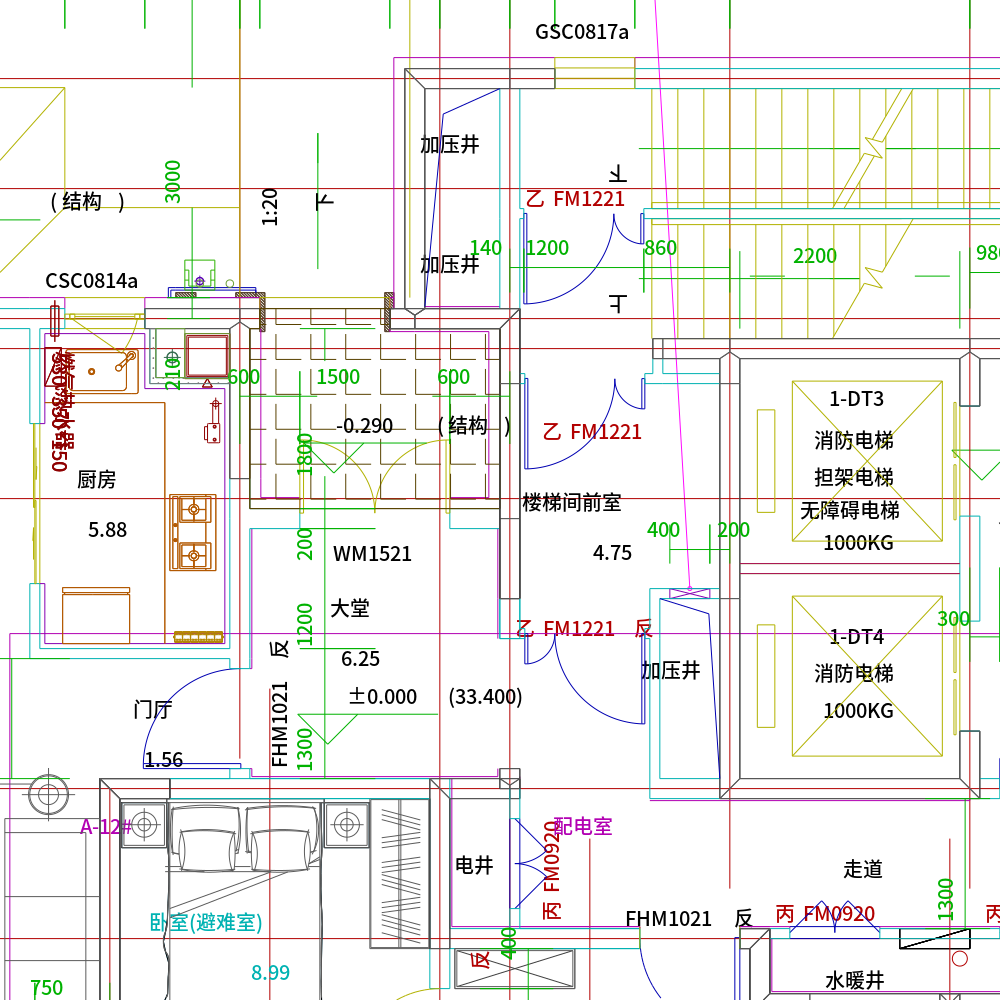 GSC0817a
加压井
3000
(结构 )
1:20
下
上
乙 FM1221
加压井
140
1200
860
2200
CSC0814a
上
210
600
1500
600
1-DT3
-0.290
(结构 )
乙 FM1221
消防电梯
1800
厨房
担架电梯
楼梯间前室
无障碍电梯
5.88
400
200
1000KG
200
WM1521
4.75
大堂
1200
300
乙 FM1221 反
1-DT4
反
6.25
加压井
消防电梯
±0.000
(33.400)
门厅
FHM1021
1000KG
1300
1.56
A-12#
配电室
电井
丙 FM0920
走道
1300
卧室(避难室)
FHM1021 反
丙 FM0920
丙
400
反
8.99
水暖井
750